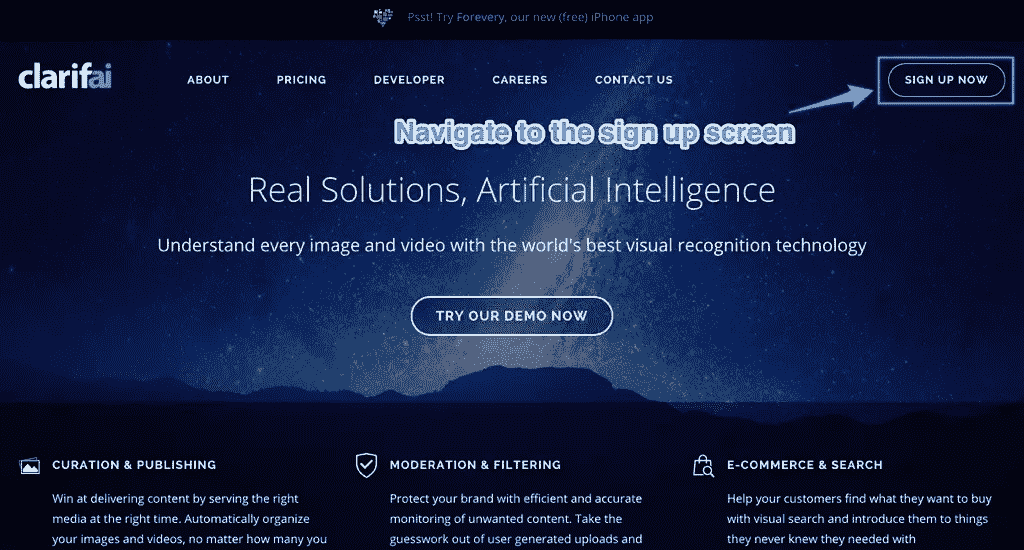 Psst! Try Forevery, our new (free) iPhone app
clarifai
ABOUT
PRICING
DEVELOPER
CAREERS
CONTACT US
SIGN UP NOW
Navigate to the sign up screen
Real Solutions, Artificial Intelligence
Understand every image and video with the world's best visual recognition technology
TRY OUR DEMO NOW
CURATION & PUBLISHING
Win at delivering content by serving the right
media at the right time. Automatically organize
your images and videos, no matter how many you
MODERATION & FILTERING
Protect your brand with efficient and accurate
monitoring of unwanted content. Take the
guesswork out of user generated uploads and
E-COMMERCE & SEARCH
Help your customers find what they want to buy
with visual search and introduce them to things
they never knew they needed with